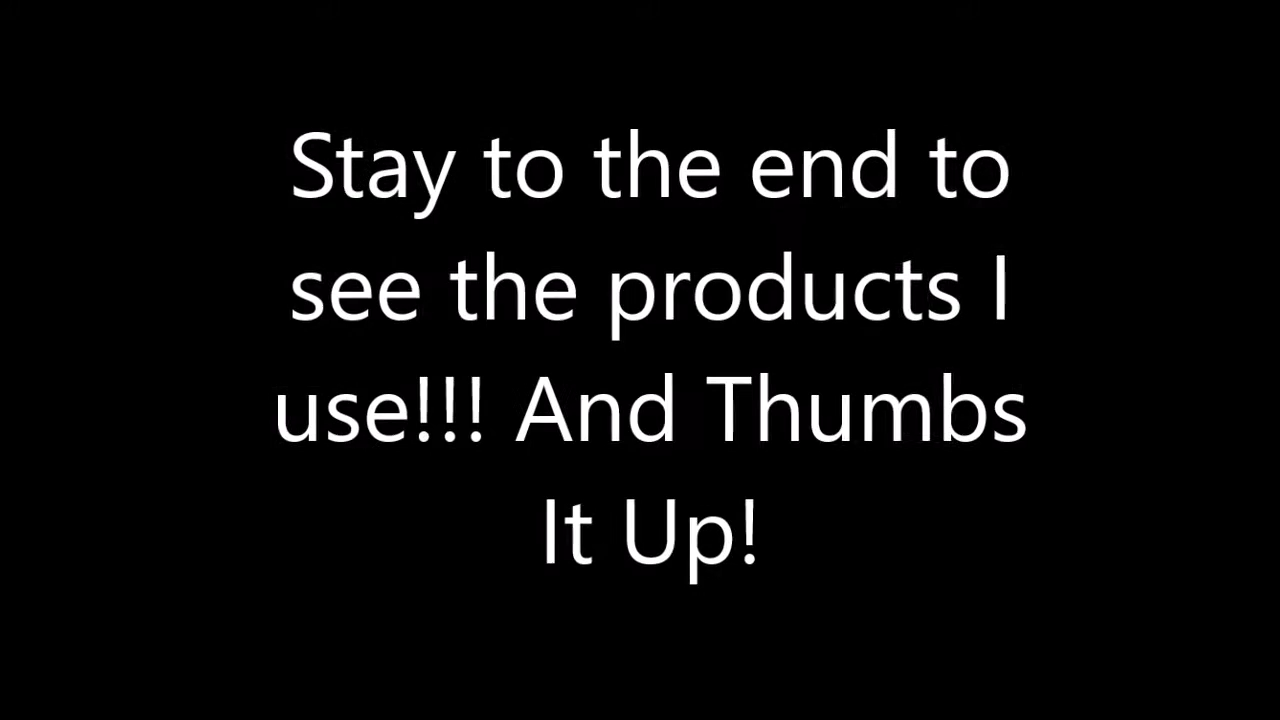 Stay to the end to
see the products I
use!!! And Thumbs
It Up!